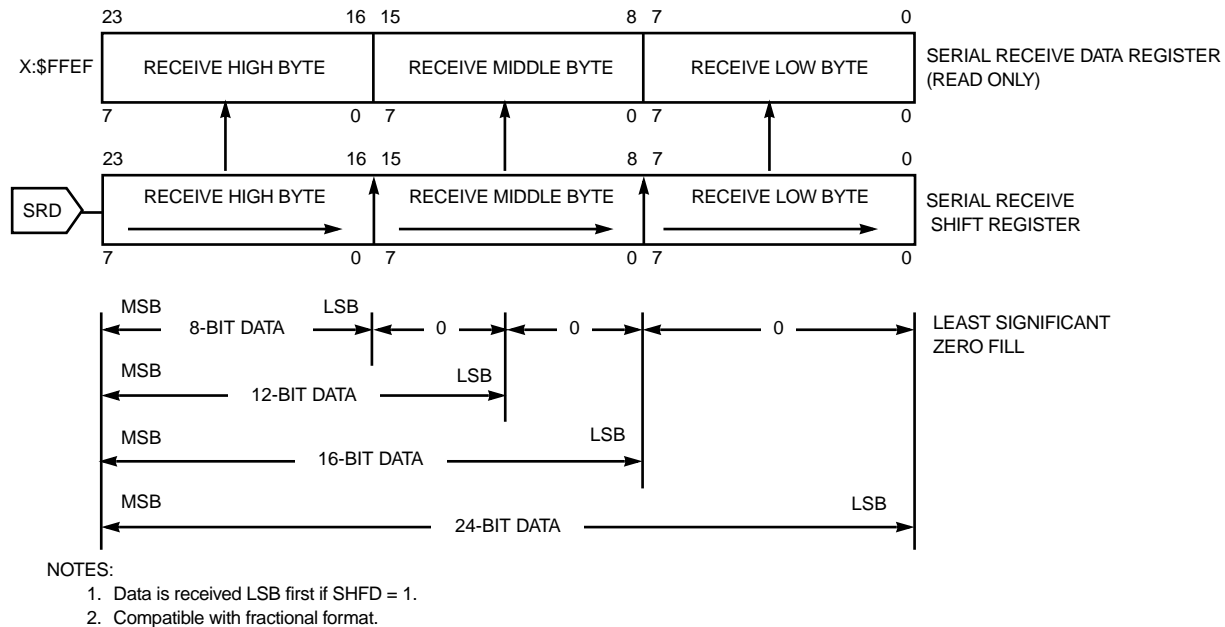 23 16 15 8 7 0
X:$FFEF RECEIVE HIGH BYTE RECEIVE MIDDLE BYTE RECEIVE LOW BYTE SERIAL RECEIVE DATA REGISTER
(READ ONLY)
7 0 7 0 7 0
23 16 15 8 7 0
SRD RECEIVE HIGH BYTE RECEIVE MIDDLE BYTE RECEIVE LOW BYTE SERIAL RECEIVE
SHIFT REGISTER
7 0 7 0 7 0
MSB LSB
8-BIT DATA 0 0 0 LEAST SIGNIFICANT
ZERO FILL
MSB LSB
12-BIT DATA
MSB LSB
16-BIT DATA
MSB LSB
24-BIT DATA
NOTES:
1. Data is received LSB first if SHFD = 1.
2. Compatible with fractional format.